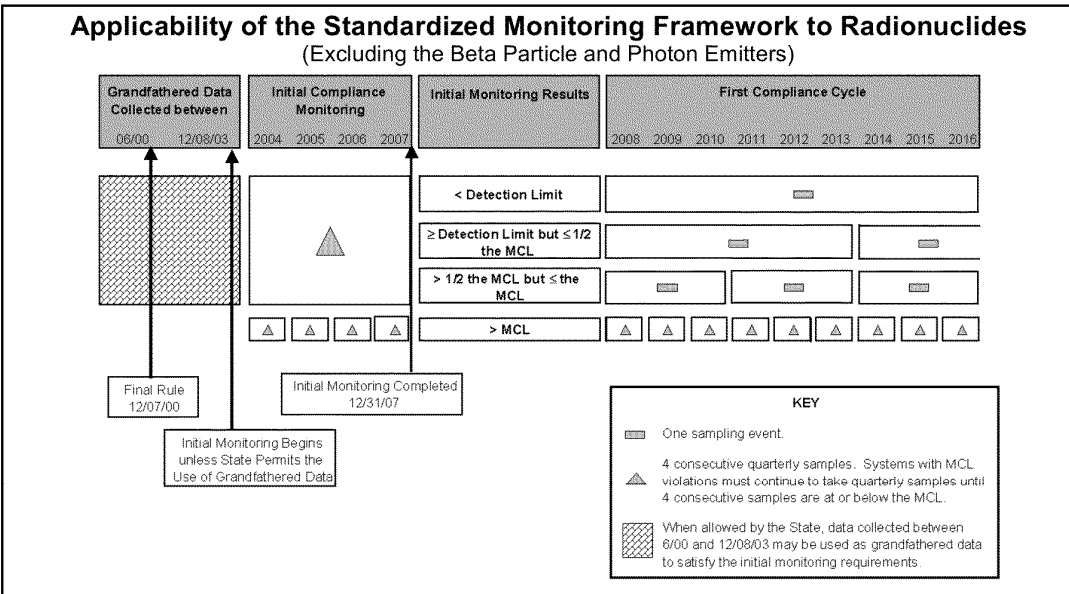 Applicability of the Standardized Monitoring Framework to Radionuclides
(Excluding the Beta Particle and Photon Emitters)
Grandfathered Data
Collected between
06/00 12/08/03
Initial Compliance
Monitoring
2004 2005 2006 2007
Initial Monitoring Results
First Compliance Cycle
2008 2009 2010 2011 2012 2013 2014 2015 2016
< Detection Limit
≥ Detection Limit but ≤ 1/2
the MCL
> 1/2 the MCL but ≤ the
MCL
> MCL
Final Rule
12/07/00
Initial Monitoring Completed
12/31/07
Initial Monitoring Begins
unless State Permits the
Use of Grandfathered Data
KEY
One sampling event.
4 consecutive quarterly samples. Systems with MCL
violations must continue to take quarterly samples until
4 consecutive samples are at or below the MCL.
When allowed by the State, data collected between
6/00 and 12/08/03 may be used as grandfathered data
to satisfy the initial monitoring requirements.